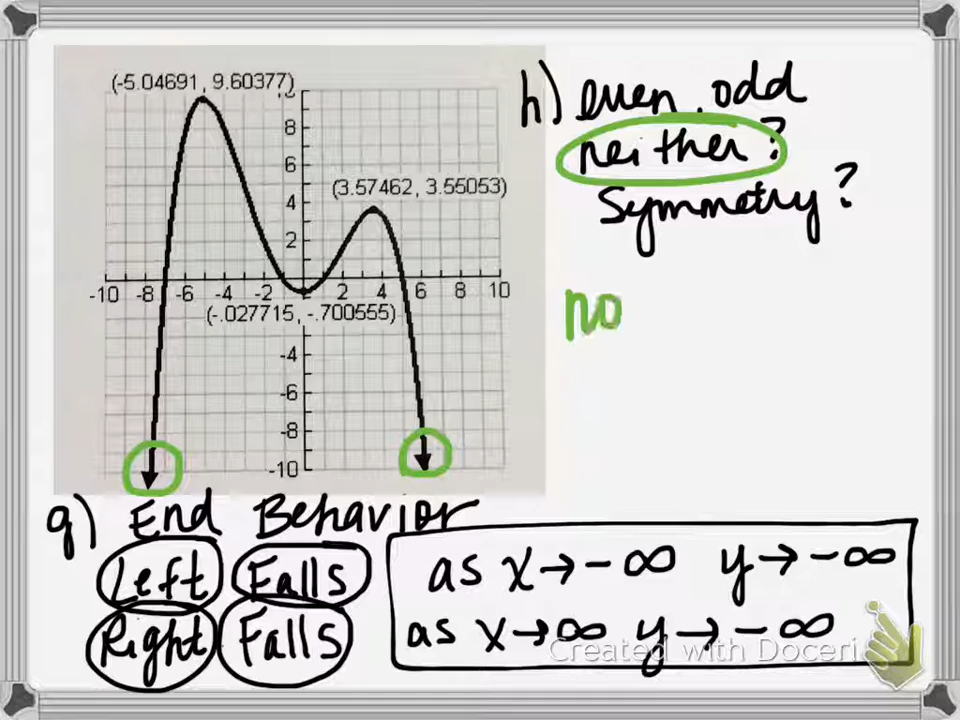 (-5.04691, 9.60377)
(3.57462, 3.55053)
8
6
4
2
-10 -8 -6 -4 -2 2 4 6 8 10
(-.027715, -.700555)
-4
-6
-8
-10
h) even, odd
neither?
Symmetry?
no
g) End Behavior
Left Falls
Right Falls
as x→-∞ y→-∞
as x→∞ y→-∞
Created with Doceri